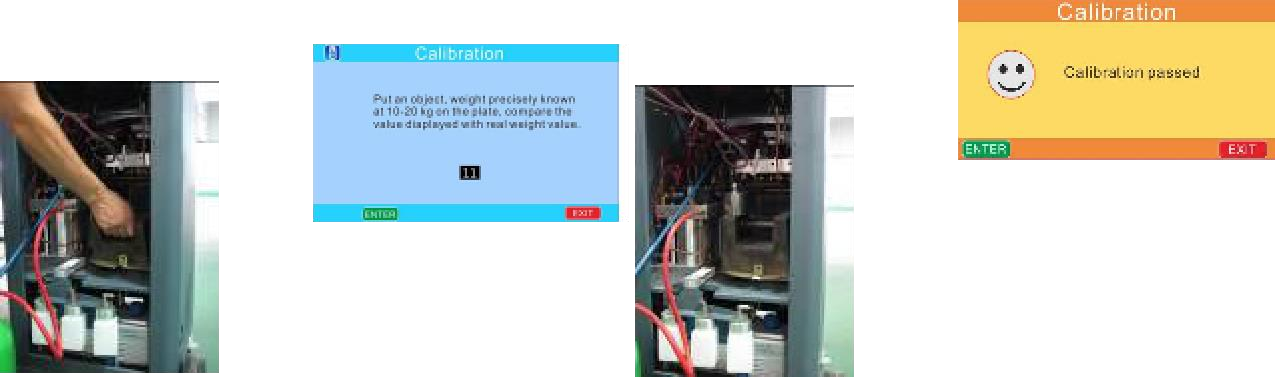 Calibration
Put an object, weight precisely known
at 10-20 kg on the plate, compare the
value displayed with real weight value.
11
ENTER
EXIT
Calibration
Calibration passed
ENTER
EXIT